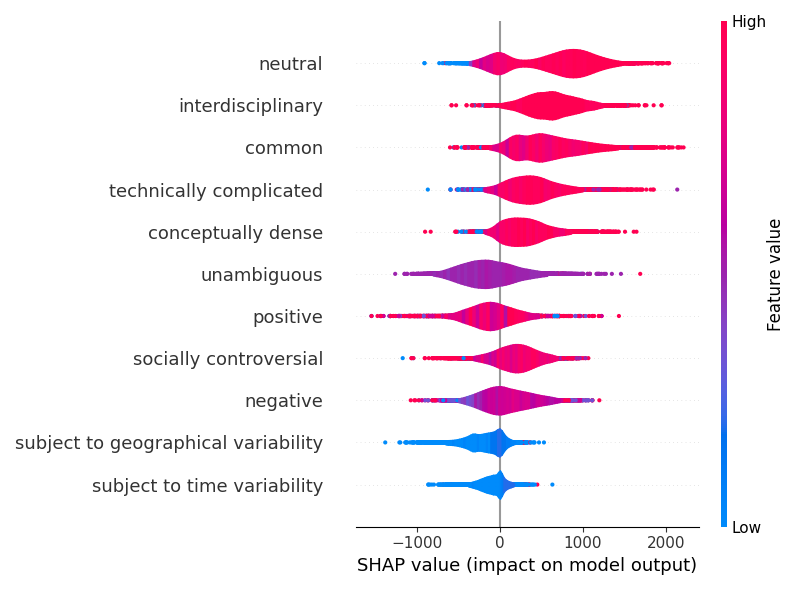 High
neutral
interdisciplinary
common
technically complicated
conceptually dense
unambiguous
positive
socially controversial
negative
subject to geographical variability
subject to time variability
Feature value
Low
−1000 0 1000 2000
SHAP value (impact on model output)